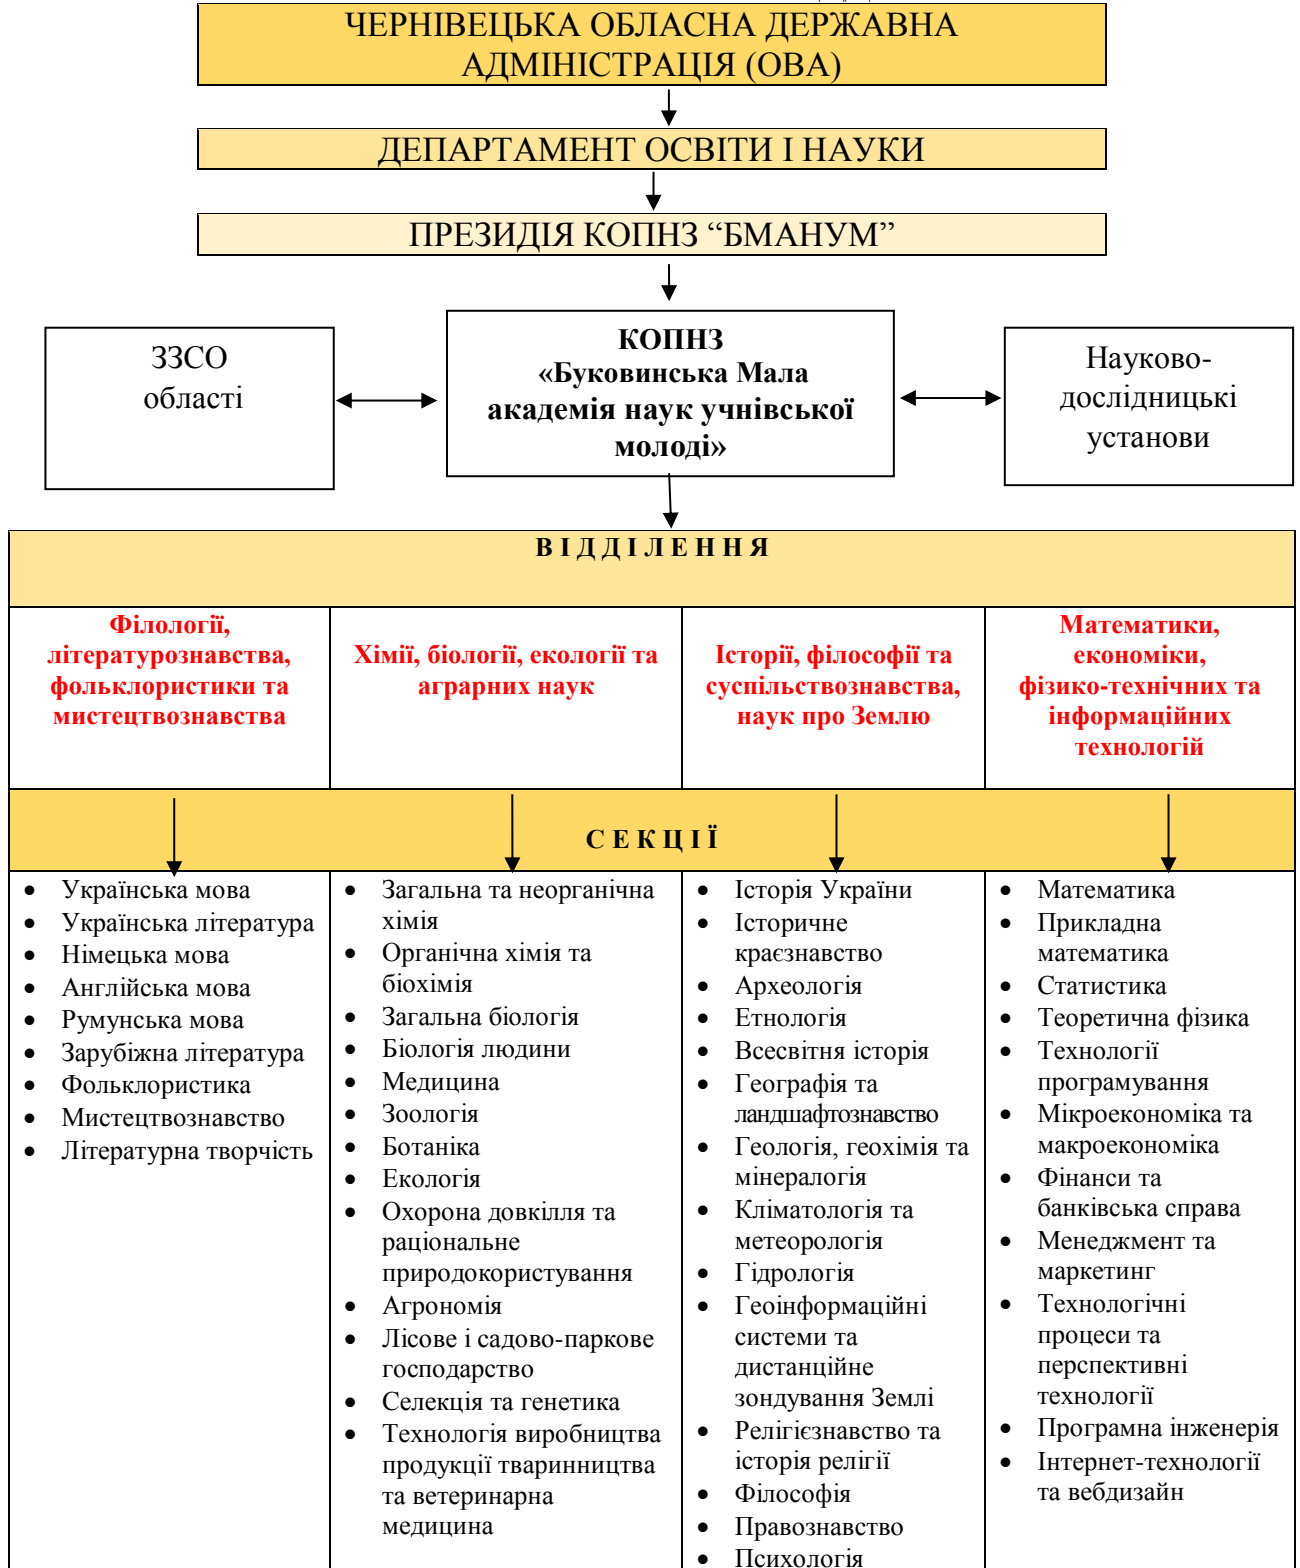 ЧЕРНІВЕЦЬКА ОБЛАСНА ДЕРЖАВНА
АДМІНІСТРАЦІЯ (ОВА)
ДЕПАРТАМЕНТ ОСВІТИ І НАУКИ
ПРЕЗИДІЯ КОПНЗ “БМАНУМ”
ЗЗСО
області
КОПНЗ
«Буковинська Мала
академія наук учнівської
молоді»
Науково-
дослідницькі
установи
В І Д Д І Л Е Н Н Я
Філології,
літературознавства,
фольклористики та
мистецтвознавства
Хімії, біології, екології та
аграрних наук
Історії, філософії та
суспільствознавства,
наук про Землю
Математики,
економіки,
фізико-технічних та
інформаційних
технологій
С Е К Ц І Ї
• Українська мова
• Українська література
• Німецька мова
• Англійська мова
• Румунська мова
• Зарубіжна література
• Фольклористика
• Мистецтвознавство
• Літературна творчість
• Загальна та неорганічна
хімія
• Органічна хімія та
біохімія
• Загальна біологія
• Біологія людини
• Медицина
• Зоологія
• Ботаніка
• Екологія
• Охорона довкілля та
раціональне
природокористування
• Агрономія
• Лісове і садово-паркове
господарство
• Селекція та генетика
• Технологія виробництва
продукції тваринництва
та ветеринарна
медицина
• Історія України
• Історичне
краєзнавство
• Археологія
• Етнологія
• Всесвітня історія
• Географія та
ландшафтознавство
• Геологія, геохімія та
мінералогія
• Кліматологія та
метеорологія
• Гідрологія
• Геоінформаційні
системи та
дистанційне
зондування Землі
• Релігієзнавство та
історія релігії
• Філософія
• Правознавство
• Психологія
• Математика
• Прикладна
математика
• Статистика
• Теоретична фізика
• Технології
програмування
• Мікроекономіка та
макроекономіка
• Фінанси та
банківська справа
• Менеджмент та
маркетинг
• Технологічні
процеси та
перспективні
технології
• Програмна інженерія
• Інтернет-технології
та вебдизайн